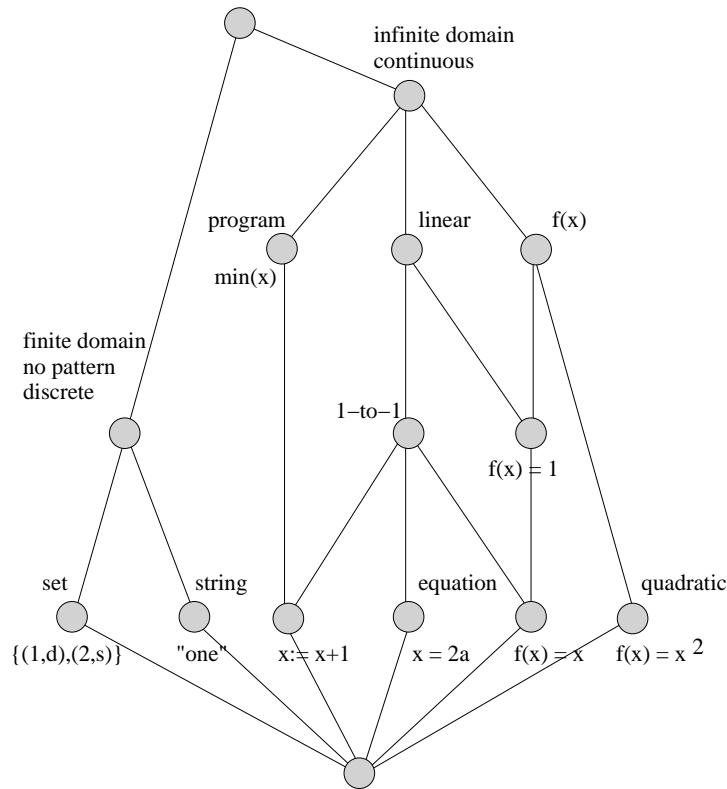 infinite domain
continuous
program
linear
f(x)
min(x)
finite domain
no pattern
discrete
1−to−1
f(x) = 1
set
string
equation
quadratic
{(1,d),(2,s)}
"one"
x:= x+1
x = 2a
f(x) = x
f(x) = x 2